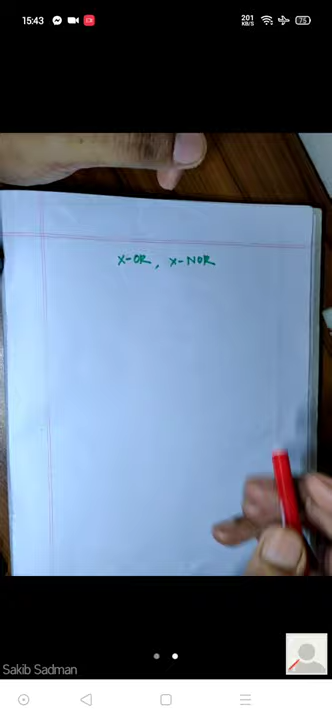 15:43
201
KB/S
75
X-OR, X-NOR
Sakib Sadman